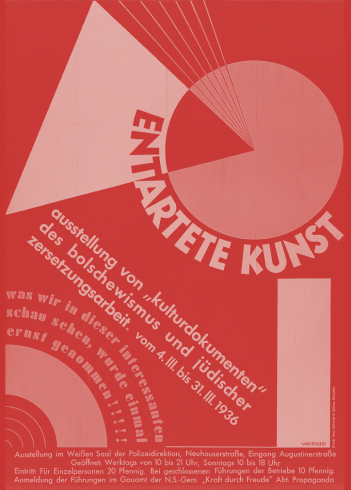 ENTARTETE KUNST
ausstellung von „kulturdokumenten"
des bolschewismus und jüdischer
zersetzungsarbeit. vom 4. III. bis 31. III. 1936
was wir in dieser interessanten
schau sehen, wurde einmal
ernst genommen!!!!!
vierthaler
Ausstellung im Weißen Saal der Polizeidirektion, Neuhauserstraße, Eingang Augustinerstraße
Geöffnet: Werktags von 10 bis 21 Uhr, Sonntags 10 bis 18 Uhr
Eintritt: Für Einzelpersonen 20 Pfennig. Bei geschlossenen Führungen der Betriebe 10 Pfennig.
Anmeldung der Führungen im Gauamt der N.S.-Gem. „Kraft durch Freude" Abt. Propaganda